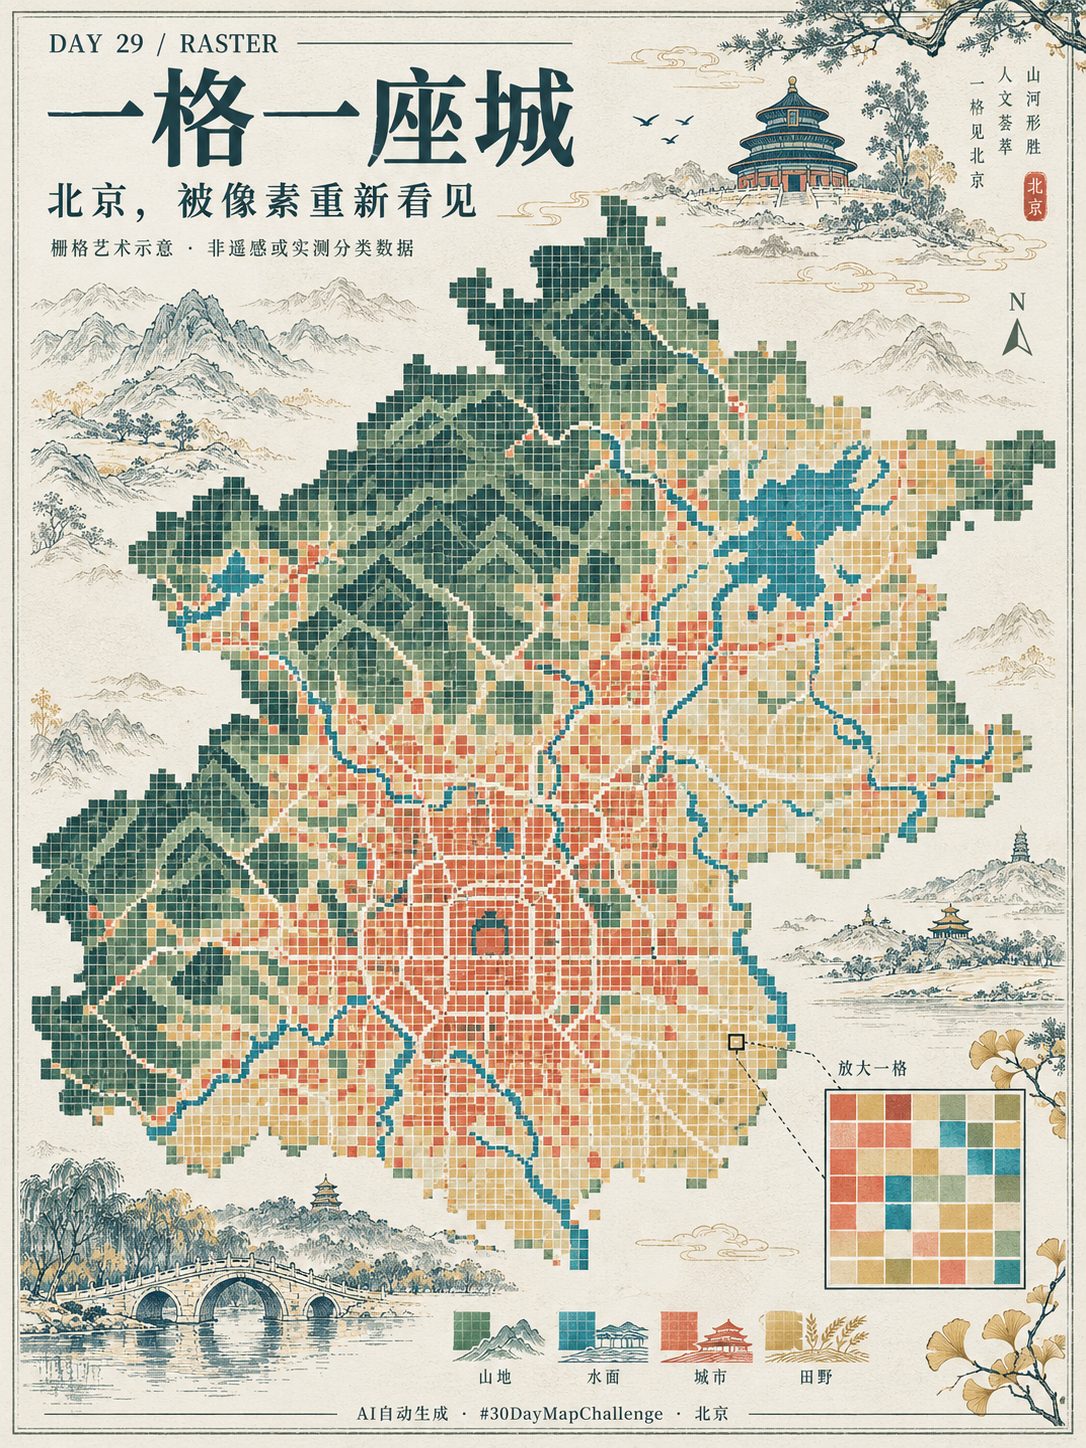 DAY 29 / RASTER
一格一座城
北京，被像素重新看见
栅格艺术示意 · 非遥感或实测分类数据
山河形胜
人文荟萃
一格见北京
北京
N
放大一格
山地
水面
城市
田野
AI自动生成 · #30DayMapChallenge · 北京